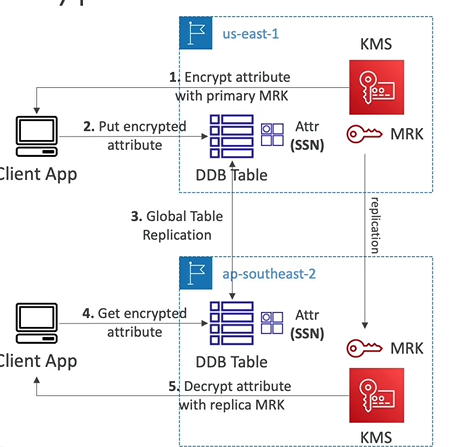 us-east-1
KMS
1. Encrypt attribute
with primary MRK
2. Put encrypted
attribute
Attr
(SSN)
MRK
Client App
DDB Table
3. Global Table
Replication
replication
ap-southeast-2
4. Get encrypted
attribute
Attr
(SSN)
MRK
Client App
DDB Table
5. Decrypt attribute
with replica MRK
KMS